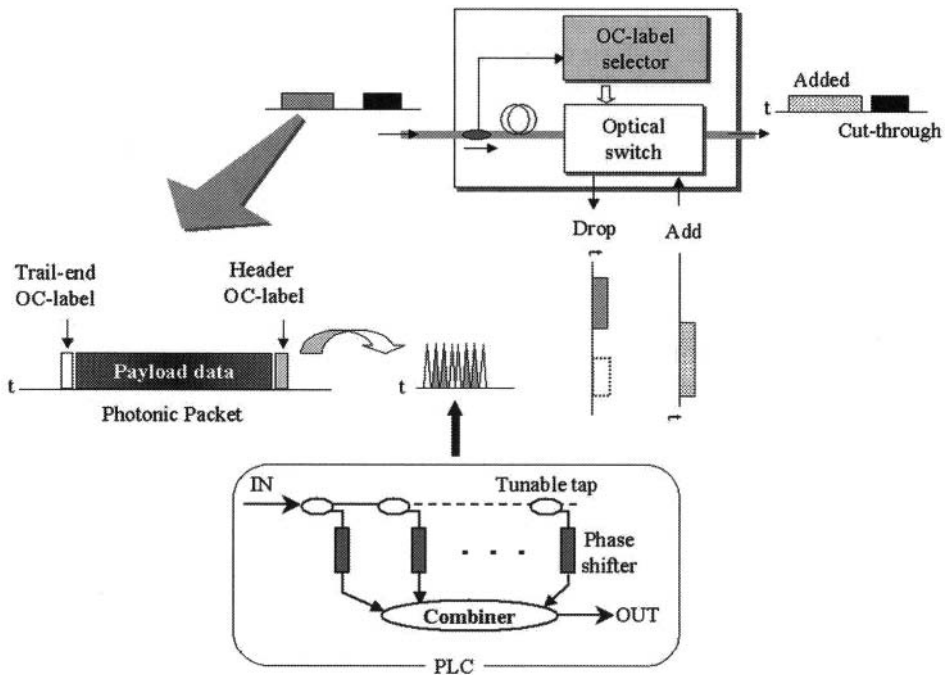 OC-label
selector
Optical
switch
t
Added
Cut-through
Drop
Add
t
t
t
Trail-end
OC-label
Header
OC-label
Payload data
t
Photonic Packet
t
IN
Tunable tap
Phase
shifter
. . .
Combiner
OUT
PLC